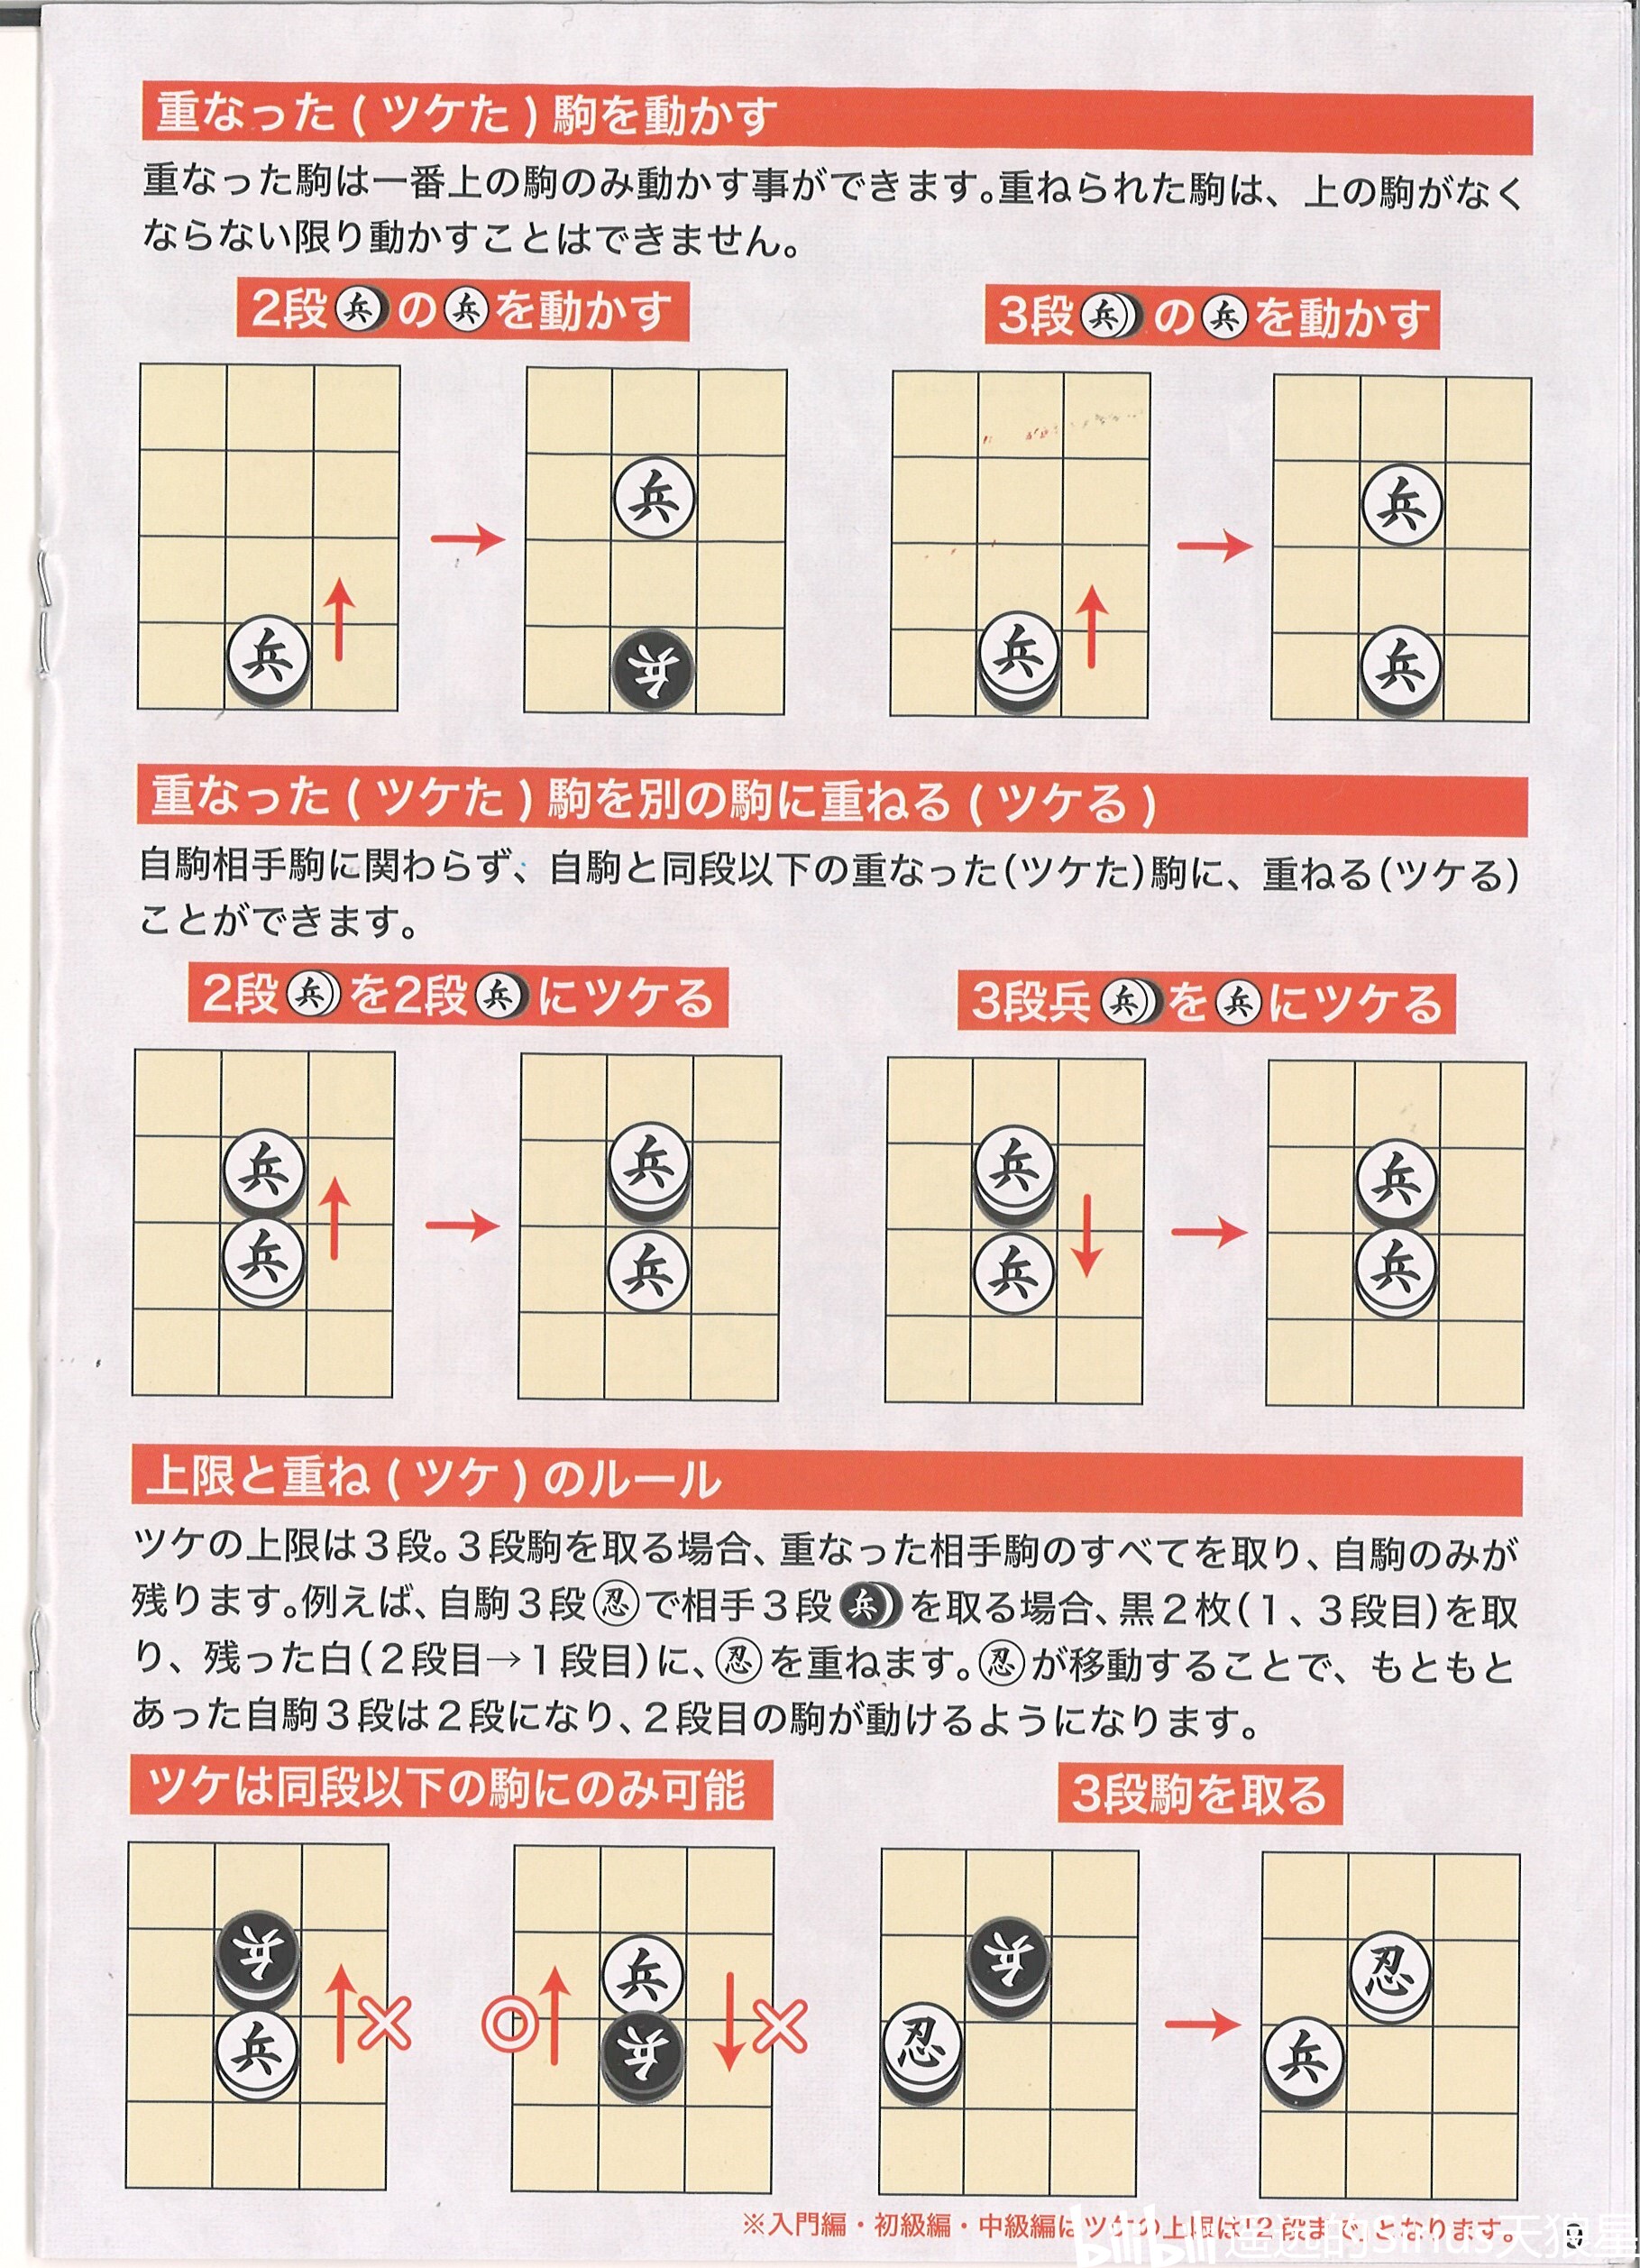 重なった(ツケた)駒を動かす
重なった駒は一番上の駒のみ動かす事ができます。重ねられた駒は、上の駒がなく
ならない限り動かすことはできません。
2段兵の兵を動かす
3段兵の兵を動かす
兵
兵
兵
兵
兵
兵
重なった(ツケた)駒を別の駒に重ねる(ツケる)
自駒相手駒に関わらず、自駒と同段以下の重なった(ツケた)駒に、重ねる(ツケる)
ことができます。
2段兵を2段兵にツケる
3段兵兵を兵にツケる
兵
兵
兵
兵
兵
兵
兵
兵
上限と重ね(ツケ)のルール
ツケの上限は3段。3段駒を取る場合、重なった相手駒のすべてを取り、自駒のみが
残ります。例えば、自駒3段忍で相手3段兵を取る場合、黒2枚(1、3段目)を取
り、残った白(2段目→1段目)に、忍を重ねます。忍が移動することで、もともと
あった自駒3段は2段になり、2段目の駒が動けるようになります。
ツケは同段以下の駒にのみ可能
3段駒を取る
兵
兵
兵
兵
兵
忍
忍
兵
※入門編・初級編・中級編はツケの上限は「2段まで」となります。
bilibili 遥远的Sirius天狼星